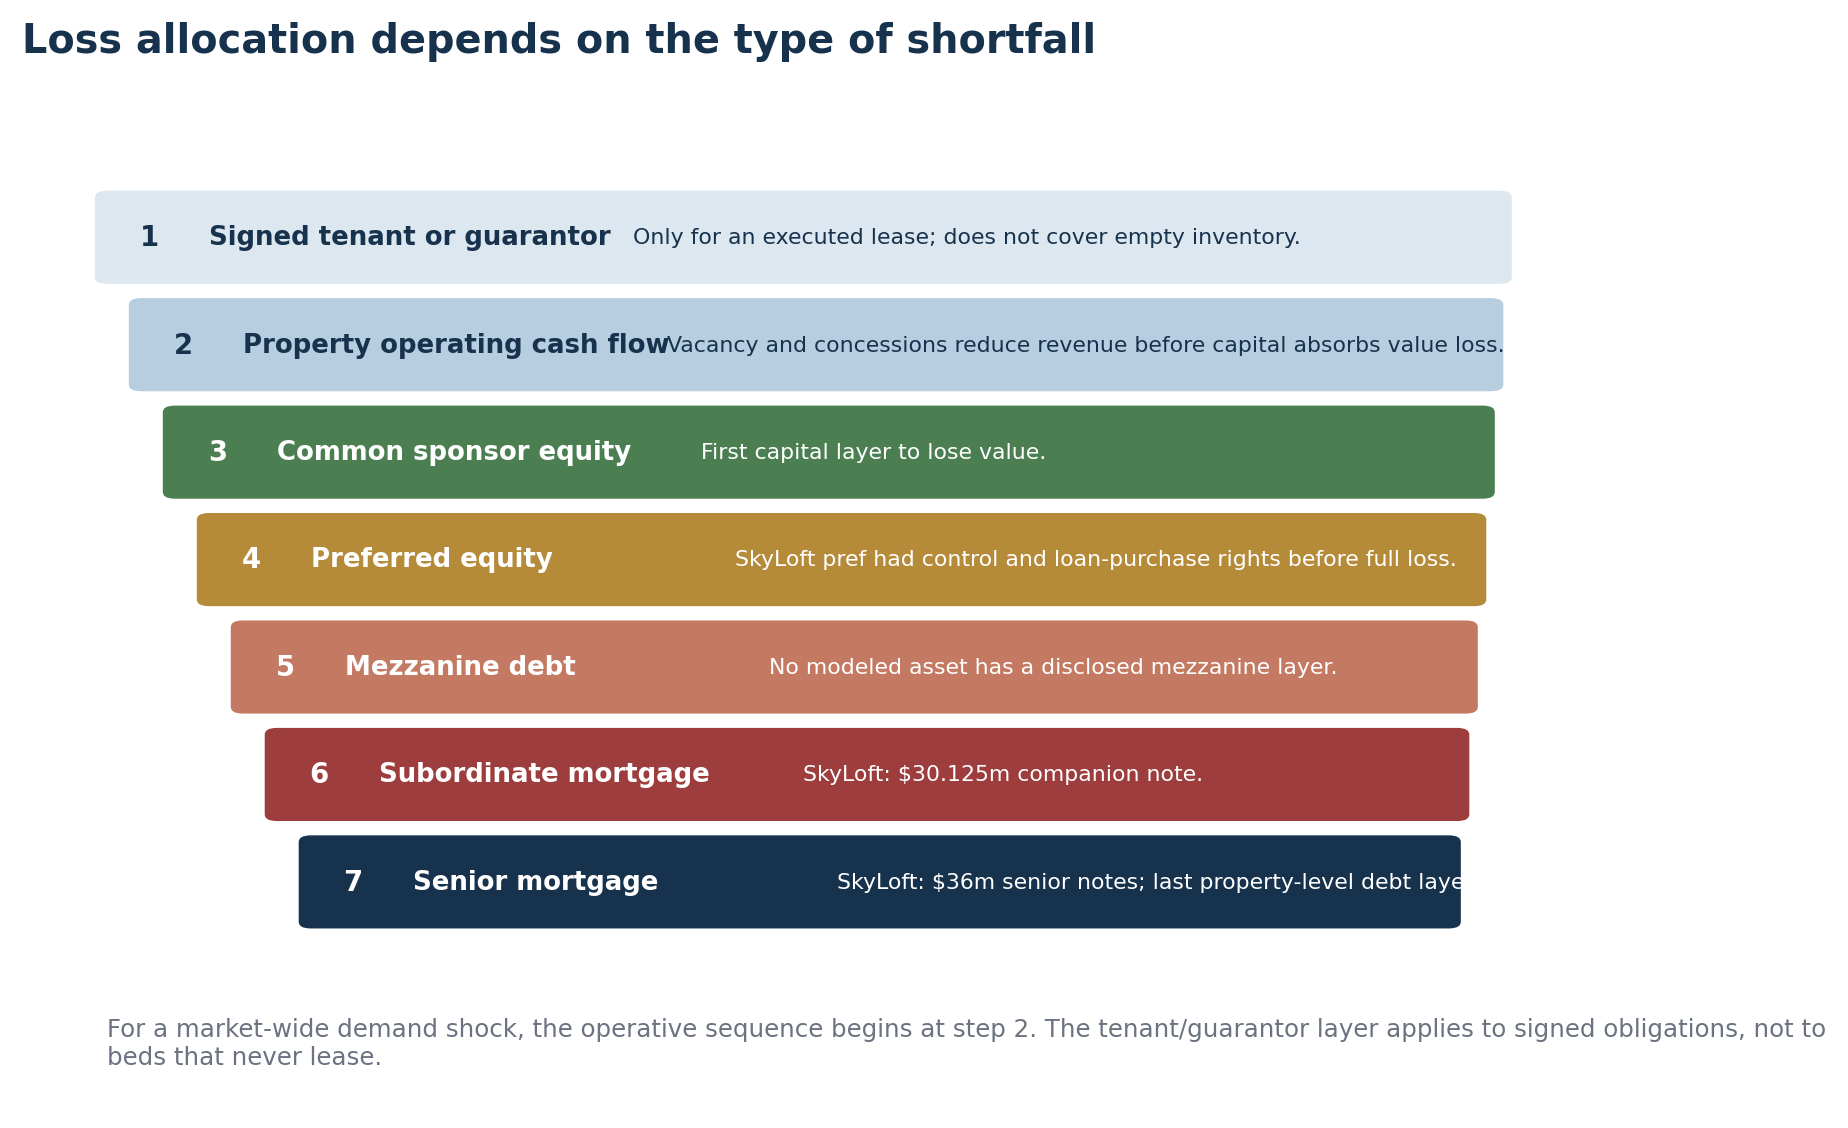 Loss allocation depends on the type of shortfall
1 Signed tenant or guarantor Only for an executed lease; does not cover empty inventory.
2 Property operating cash flow Vacancy and concessions reduce revenue before capital absorbs value loss.
3 Common sponsor equity First capital layer to lose value.
4 Preferred equity SkyLoft pref had control and loan-purchase rights before full loss.
5 Mezzanine debt No modeled asset has a disclosed mezzanine layer.
6 Subordinate mortgage SkyLoft: $30.125m companion note.
7 Senior mortgage SkyLoft: $36m senior notes; last property-level debt laye
For a market-wide demand shock, the operative sequence begins at step 2. The tenant/guarantor layer applies to signed obligations, not to
beds that never lease.